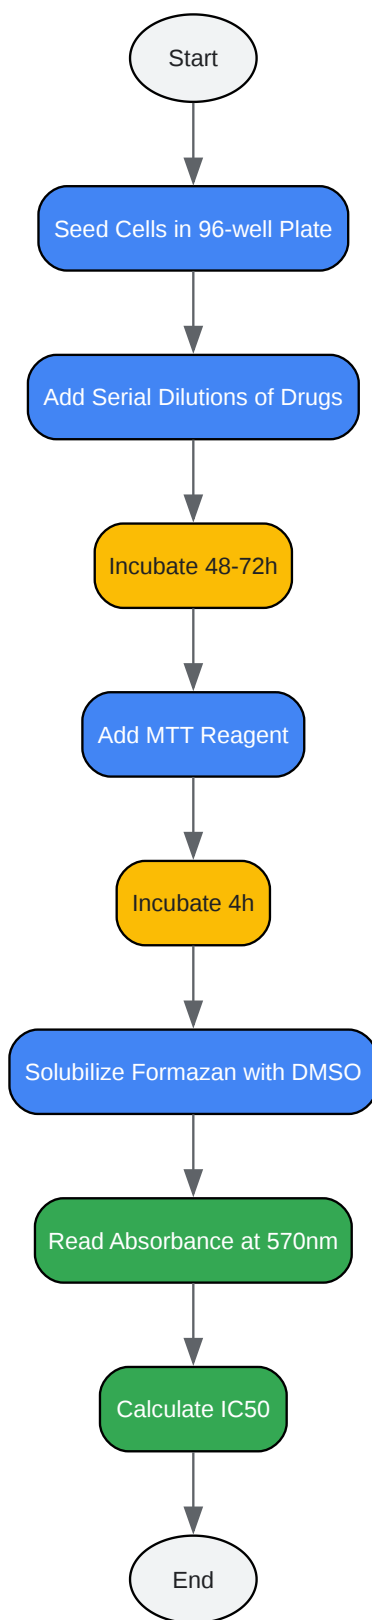 Start
Seed Cells in 96-well Plate
Add Serial Dilutions of Drugs
Incubate 48-72h
Add MTT Reagent
Incubate 4h
Solubilize Formazan with DMSO
Read Absorbance at 570nm
Calculate IC50
End